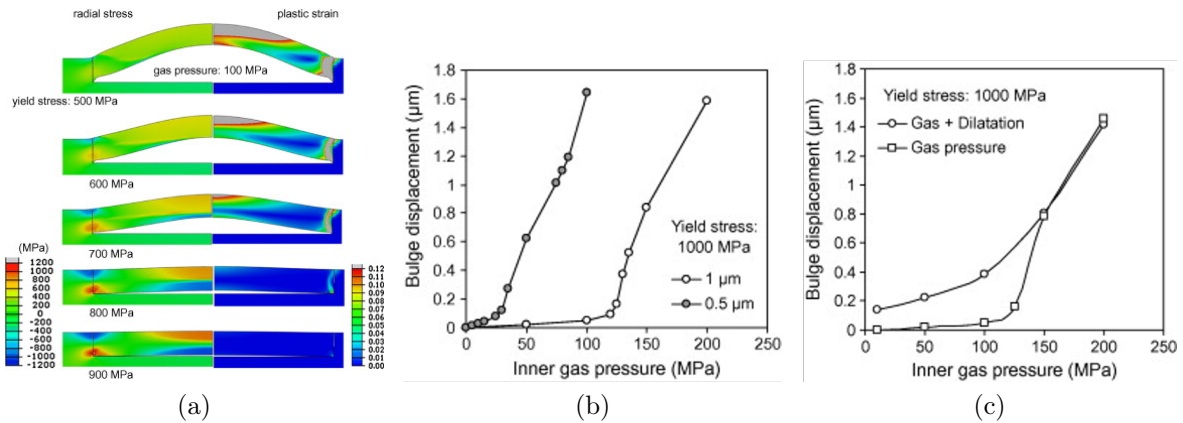 radial stress
plastic strain
gas pressure: 100 MPa
yield stress: 500 MPa
600 MPa
700 MPa
800 MPa
900 MPa
(MPa)
1200
1000
800
600
400
200
0
-200
-400
-600
-800
-1000
-1200
0.12
0.11
0.10
0.09
0.08
0.07
0.06
0.05
0.04
0.03
0.02
0.01
0.00
(a)
Bulge displacement (µm)
1.8
1.6
1.4
1.2
1
0.8
0.6
0.4
0.2
0
Yield stress:
1000 MPa
1 µm
0.5 µm
0 50 100 150 200 250
Inner gas pressure (MPa)
(b)
Bulge displacement (µm)
1.8
1.6
1.4
1.2
1
0.8
0.6
0.4
0.2
0
Yield stress: 1000 MPa
Gas + Dilatation
Gas pressure
0 50 100 150 200 250
Inner gas pressure (MPa)
(c)